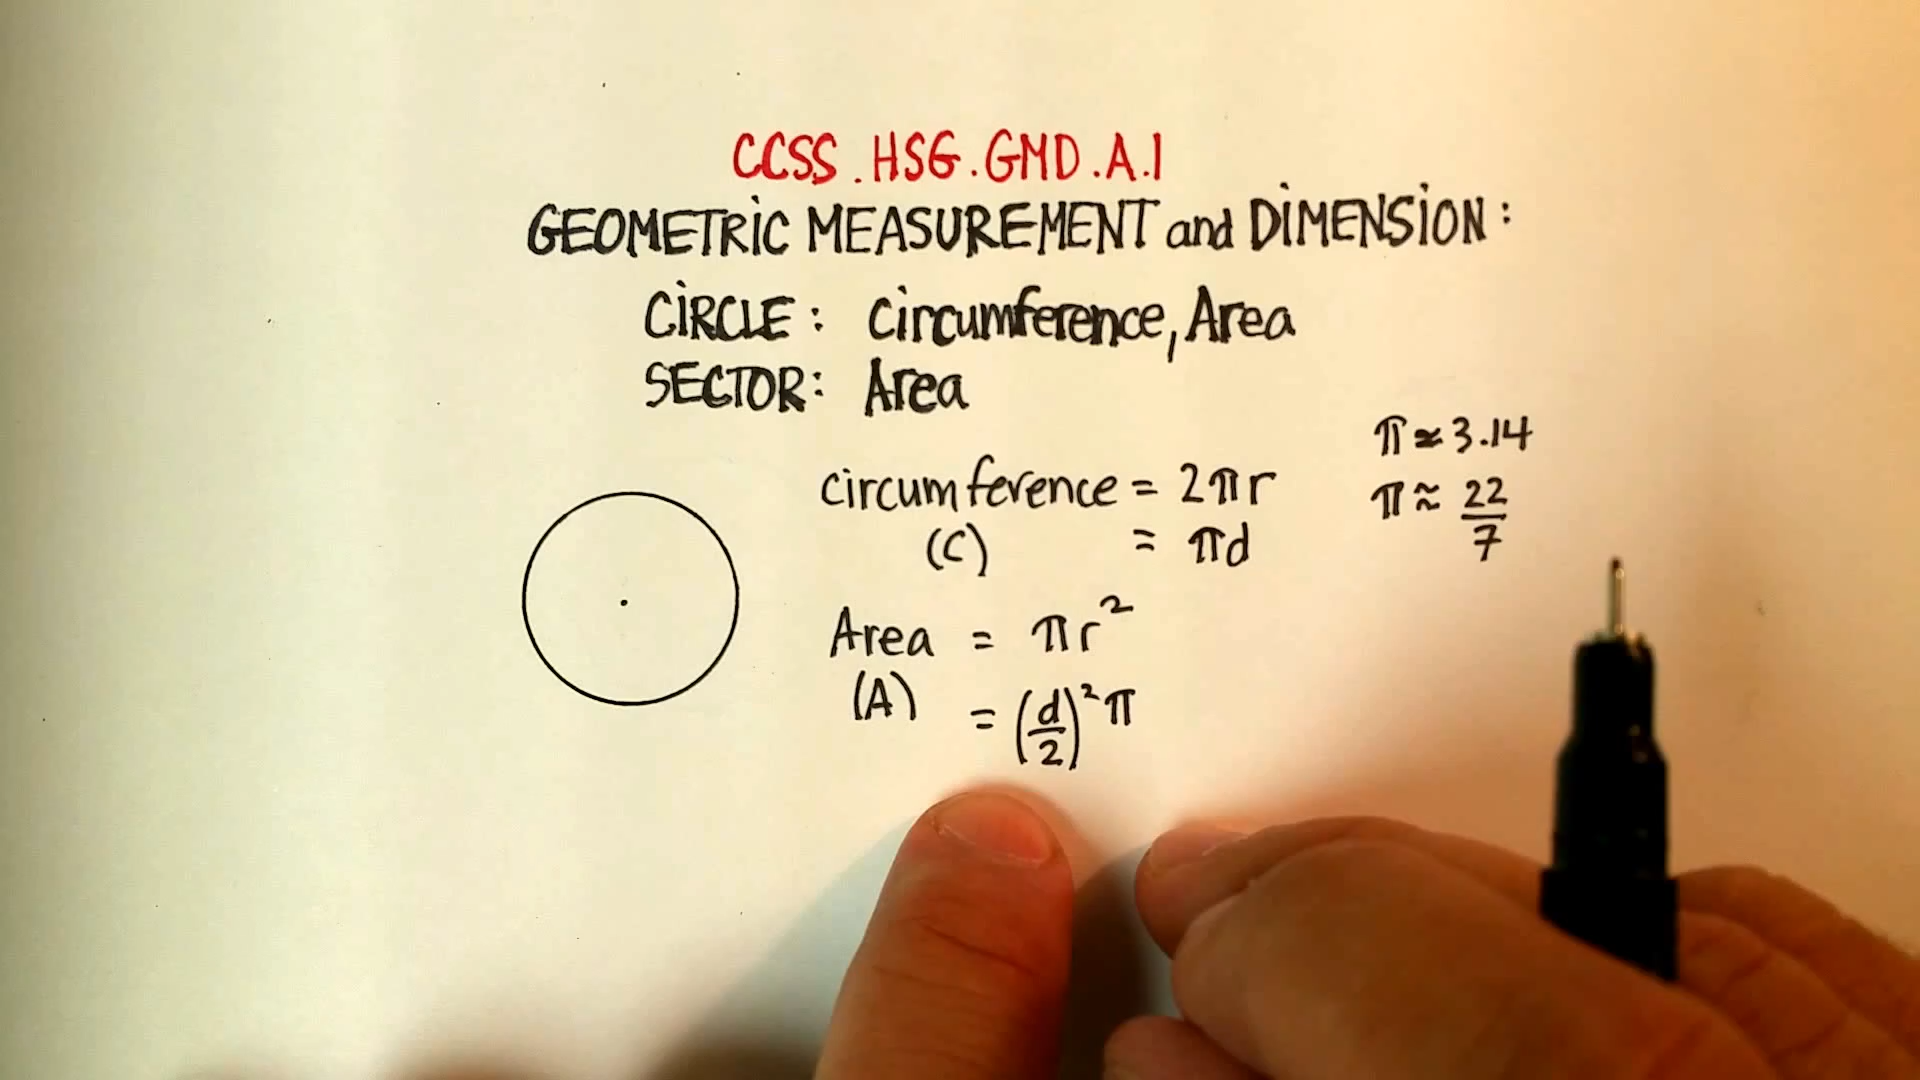 CCSS.HSG.GMD.A.1
GEOMETRIC MEASUREMENT and DIMENSION:
CIRCLE: Circumference, Area
SECTOR: Area
π ≃ 3.14
circumference = 2πr
π ≈ 22/7
(C) = πd
Area = πr²
(A) = (d/2)²π